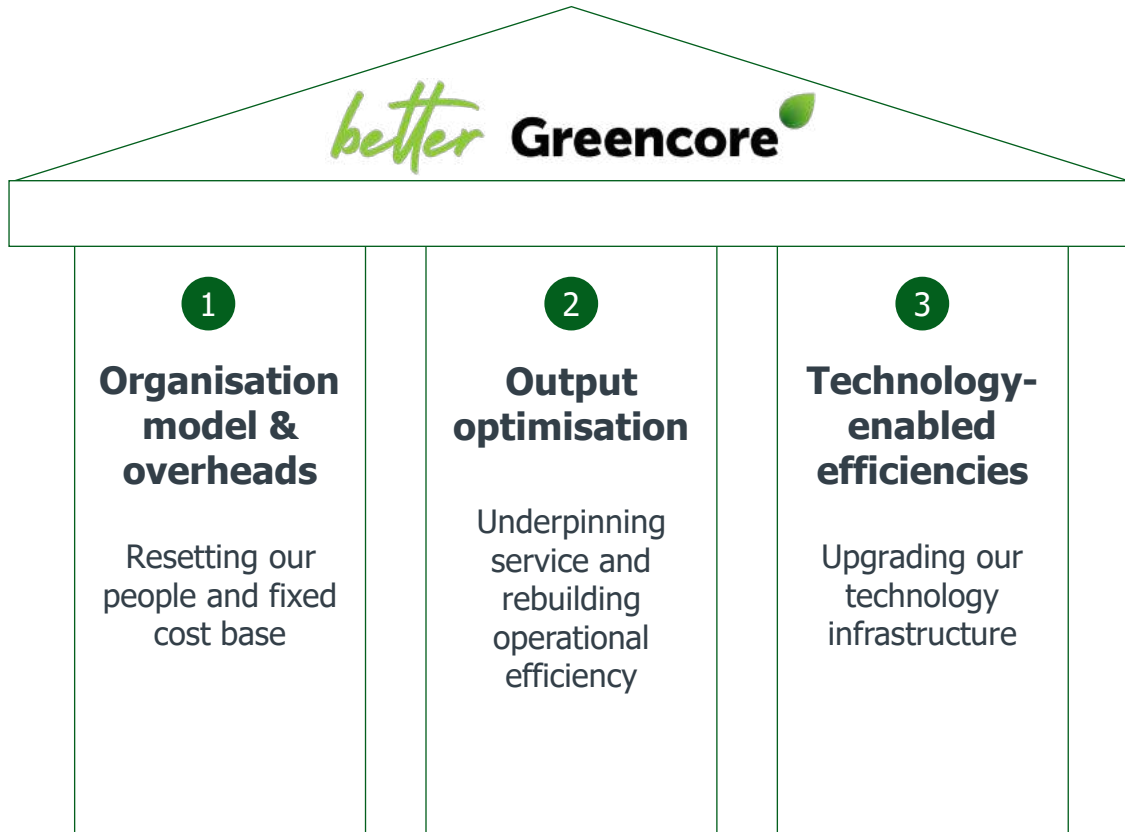 better Greencore
1
Organisation
model &
overheads
Resetting our
people and fixed
cost base
2
Output
optimisation
Underpinning
service and
rebuilding
operational
efficiency
3
Technology-
enabled
efficiencies
Upgrading our
technology
infrastructure